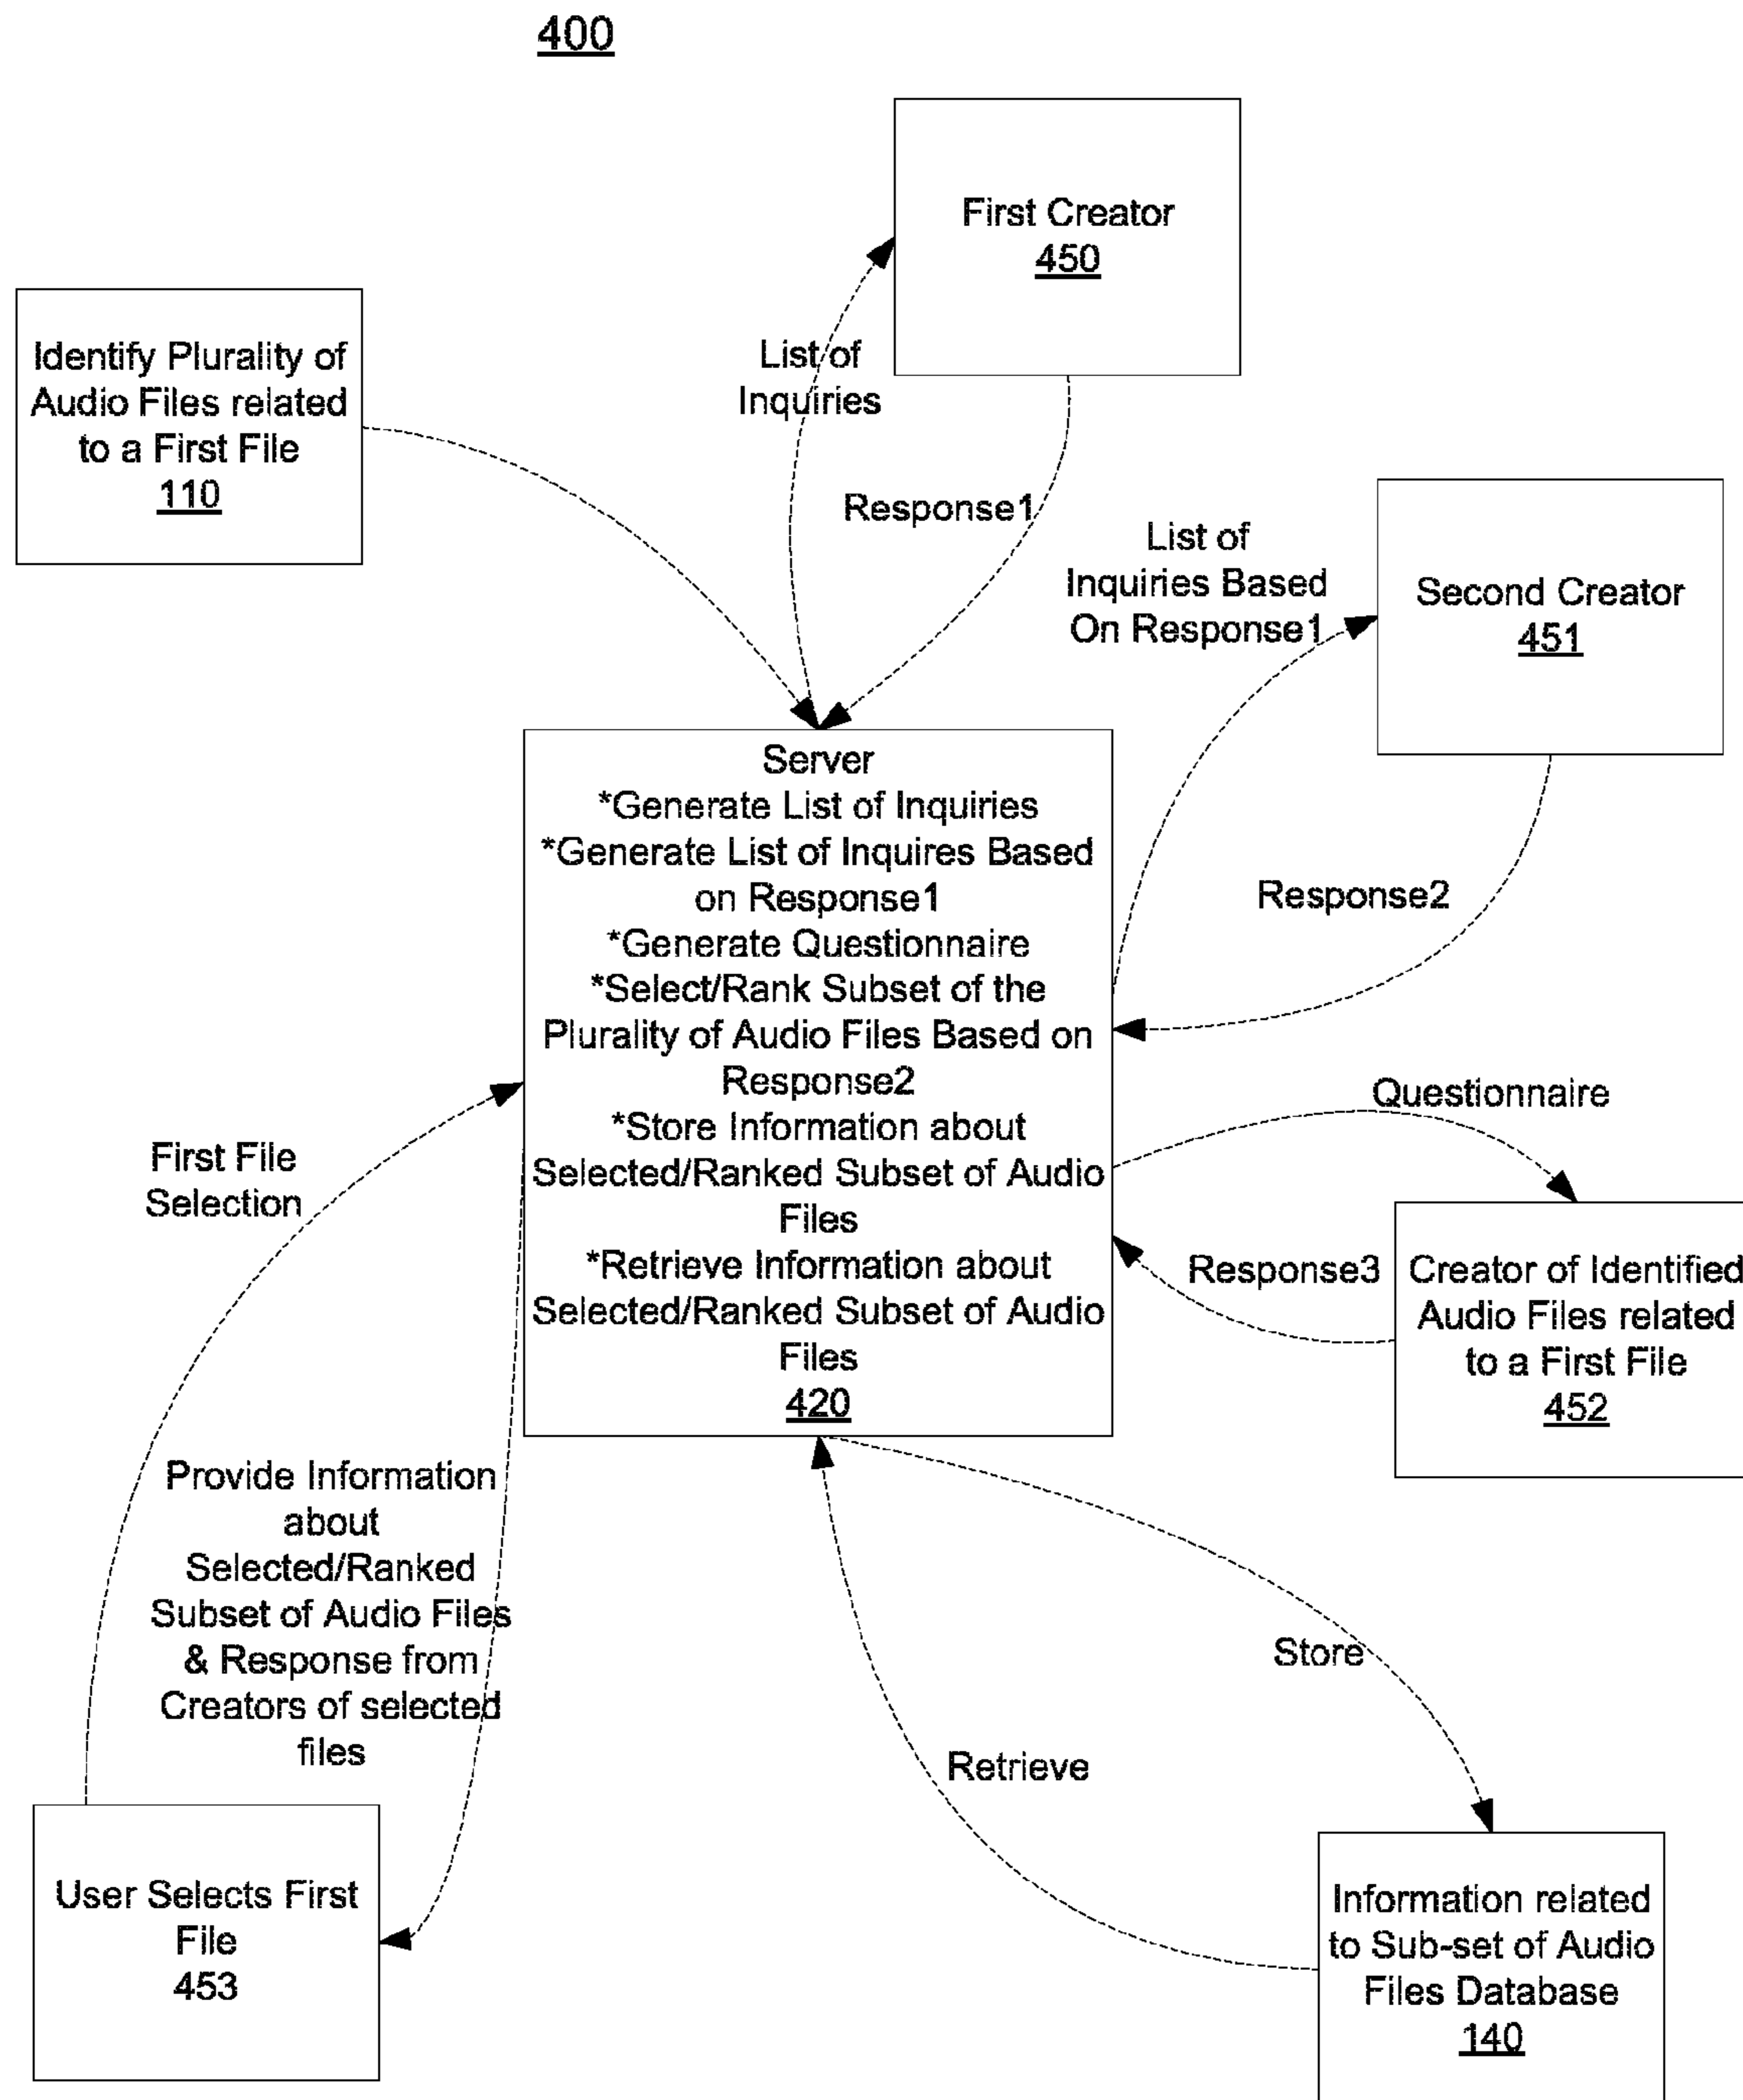 400
First Creator
450
Identify Plurality of
Audio Files related
to a First File
110
List of
Inquiries
Response1
List of
Inquiries Based
On Response1
Second Creator
451
Response2
Server
*Generate List of Inquiries
*Generate List of Inquires Based
on Response1
*Generate Questionnaire
*Select/Rank Subset of the
Plurality of Audio Files Based on
Response2
*Store Information about
Selected/Ranked Subset of Audio
Files
*Retrieve Information about
Selected/Ranked Subset of Audio
Files
420
Questionnaire
Response3
Creator of Identified
Audio Files related
to a First File
452
First File
Selection
Provide Information
about
Selected/Ranked
Subset of Audio Files
& Response from
Creators of selected
files
Store
Retrieve
User Selects First
File
453
Information related
to Sub-set of Audio
Files Database
140